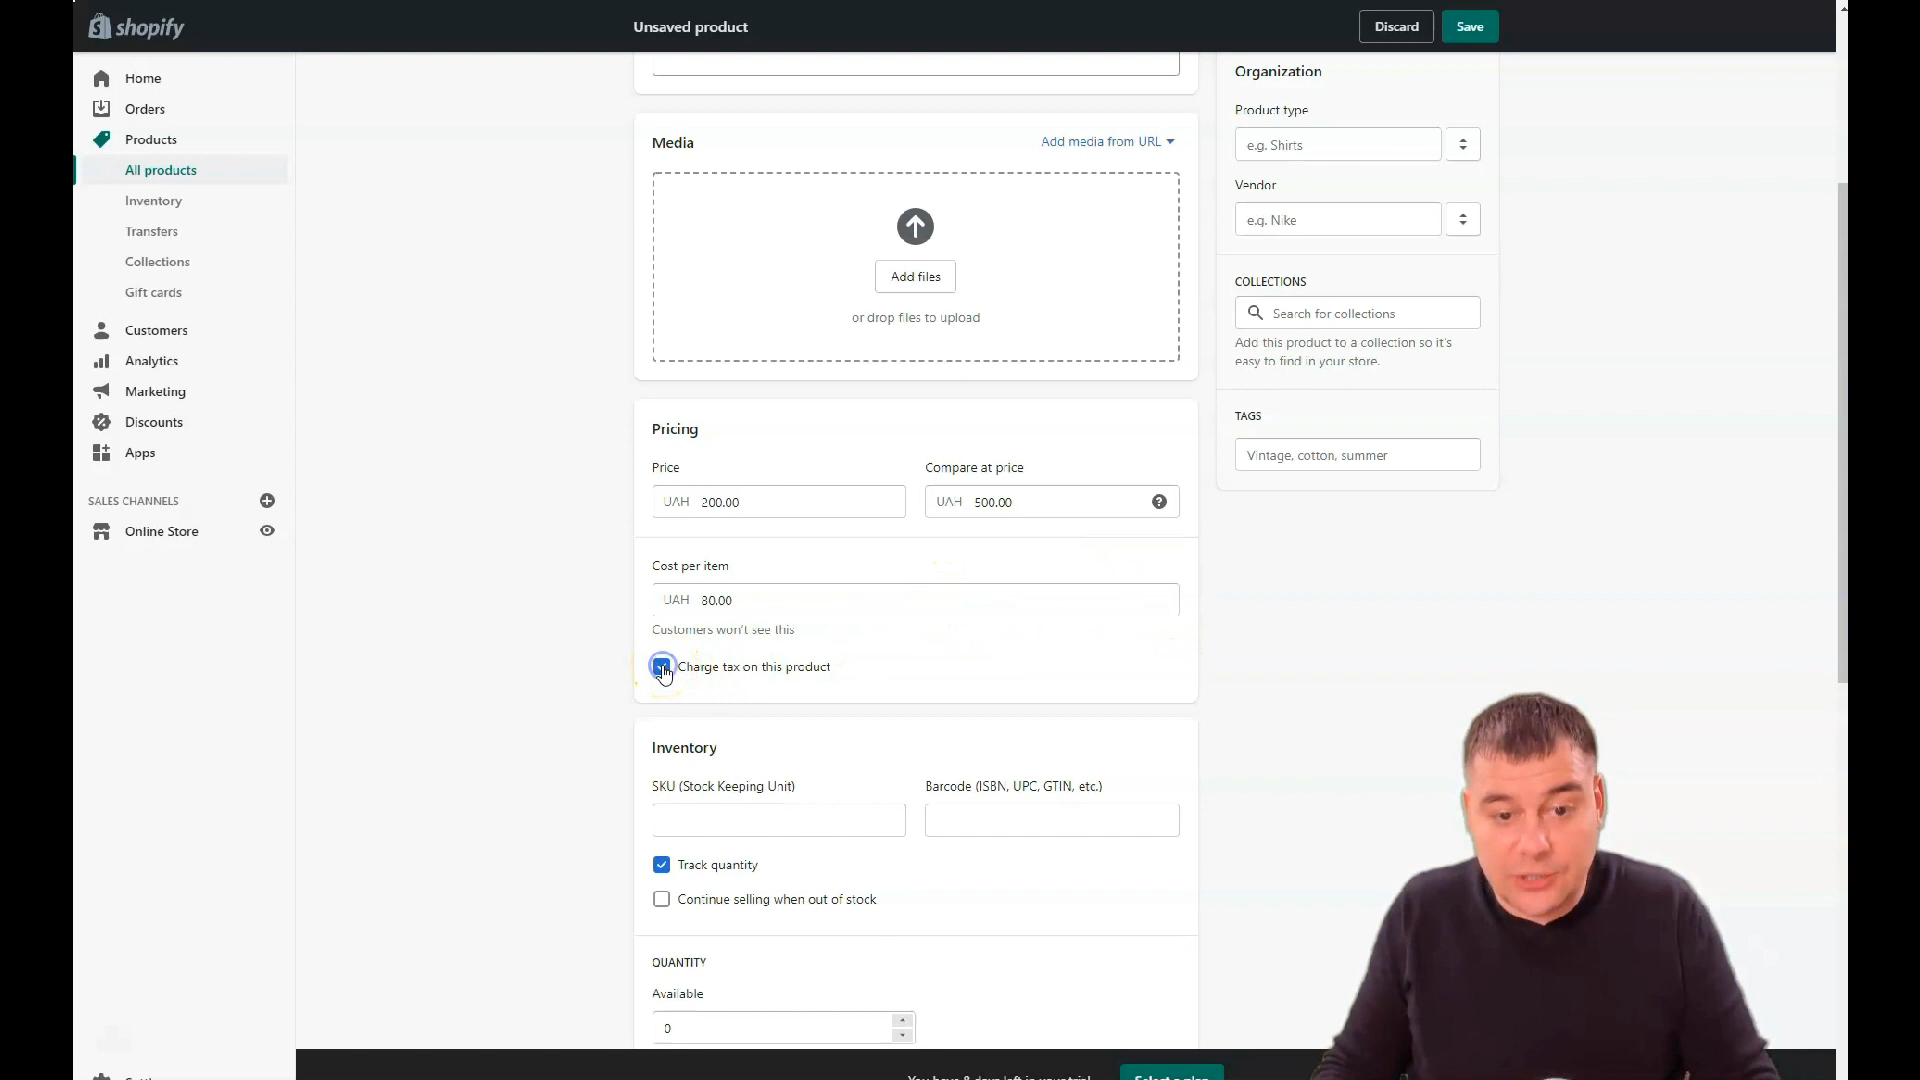 shopify
Unsaved product
Discard
Save
Home
Orders
Products
All products
Inventory
Transfers
Collections
Gift cards
Customers
Analytics
Marketing
Discounts
Apps
SALES CHANNELS
Online Store
Media
Add media from URL
Add files
or drop files to upload
Pricing
Price
Compare at price
UAH 200.00
UAH 500.00
Cost per item
UAH 80.00
Customers won't see this
Charge tax on this product
Inventory
SKU (Stock Keeping Unit)
Barcode (ISBN, UPC, GTIN, etc.)
Track quantity
Continue selling when out of stock
QUANTITY
Available
0
Organization
Product type
e.g. Shirts
Vendor
e.g. Nike
COLLECTIONS
Search for collections
Add this product to a collection so it's
easy to find in your store.
TAGS
Vintage, cotton, summer